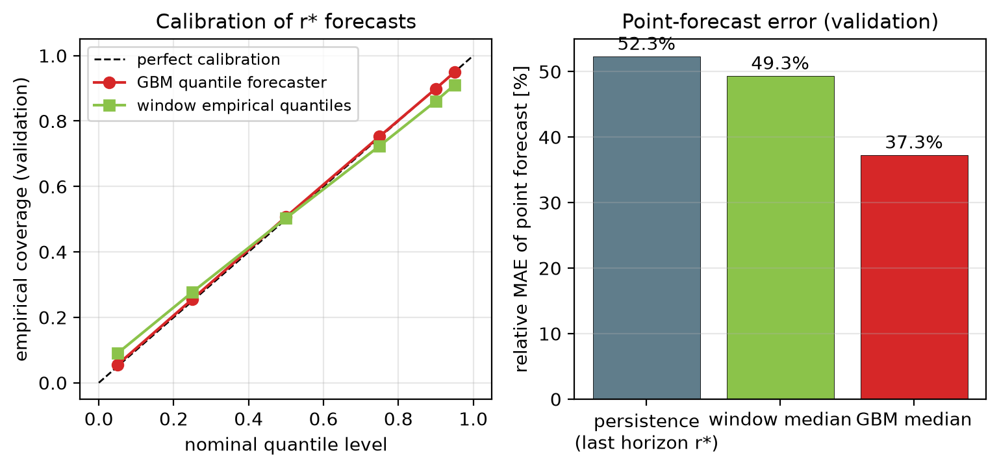 Calibration of r* forecasts
perfect calibration
GBM quantile forecaster
window empirical quantiles
empirical coverage (validation)
1.0
0.8
0.6
0.4
0.2
0.0
0.0 0.2 0.4 0.6 0.8 1.0
nominal quantile level
Point-forecast error (validation)
52.3%
49.3%
37.3%
relative MAE of point forecast [%]
50
40
30
20
10
0
persistence window median GBM median
(last horizon r*)